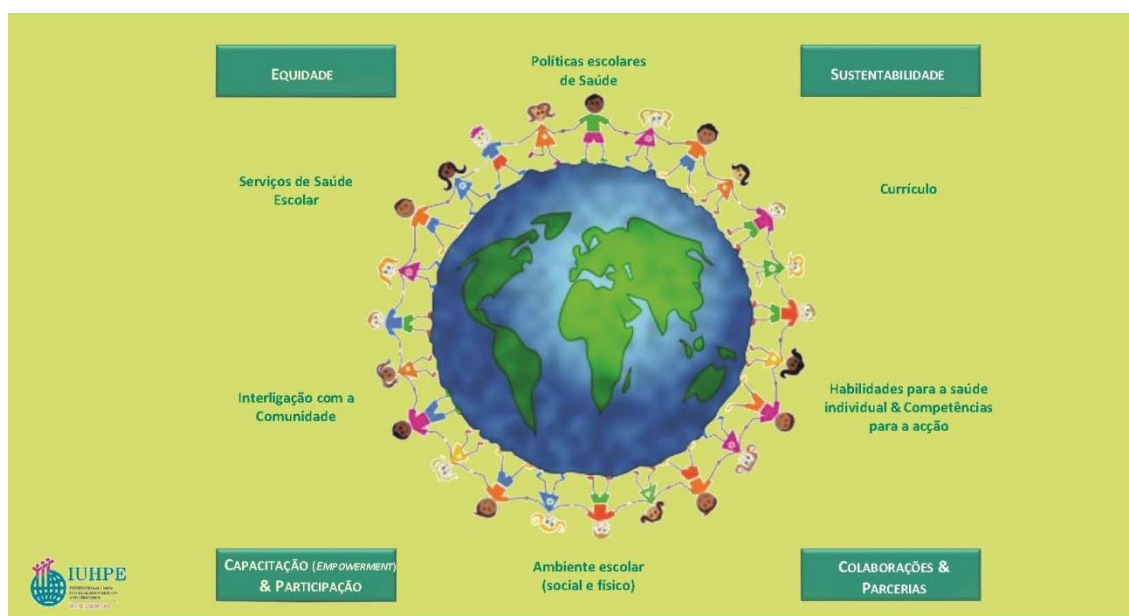 EQUIDADE
Políticas escolares
de Saúde
SUSTENTABILIDADE
Serviços de Saúde
Escolar
Currículo
Interligação com a
Comunidade
Habilidades para a saúde
individual & Competências
para a acção
CAPACITAÇÃO (EMPOWERMENT)
& PARTICIPAÇÃO
Ambiente escolar
(social e físico)
COLABORAÇÕES &
PARCERIAS
IUHPE